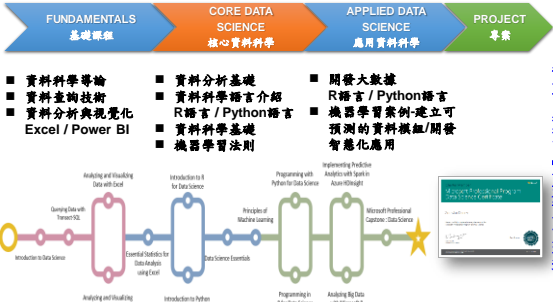 FUNDAMENTALS
基礎課程
CORE DATA
SCIENCE
核心資料科學
APPLIED DATA
SCIENCE
應用資料科學
PROJECT
專案
■ 資料科學導論
■ 資料查詢技術
■ 資料分析與視覺化
Excel / Power BI
■ 資料分析基礎
■ 資料科學語言介紹
R語言 / Python語言
■ 資料科學基礎
■ 機器學習法則
■ 開發大數據
R語言 / Python語言
■ 機器學習案例-建立可
預測的資料模組/開發
智慧化應用
Introduction to Data Science
Querying Data with
Transact-SQL
Analyzing and Visualizing
Data with Excel
Analyzing and Visualizing
Essential Statistics for
Data Analysis
using Excel
Introduction to R
for Data Science
Introduction to Python
Data Science Essentials
Principles of
Machine Learning
Programming with
Python for Data Science
Programming in
Implementing Predictive
Analytics with Spark in
Azure HDInsight
Analyzing Big Data
Microsoft Professional
Capstone : Data Science
Microsoft Professional Program
Data Science Certificate